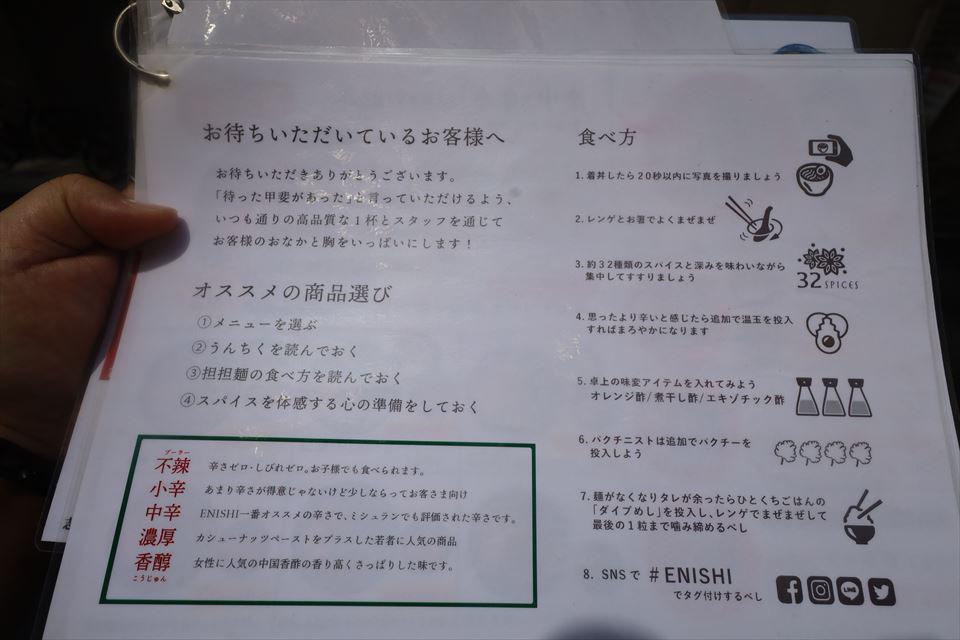 お待ちいただいているお客様へ
お待ちいただきありがとうございます。
「待った甲斐があった」と言っていただけるよう、
いつも通りの高品質な1杯とスタッフを通じて
お客様のおなかと胸をいっぱいにします！
オススメの商品選び
①メニューを選ぶ
②うんちくを読んでおく
③担担麺の食べ方を読んでおく
④スパイスを体感する心の準備をしておく
プーラー
不辣 辛さゼロ・しびれゼロ。お子様でも食べられます。
小辛 あまり辛さが得意じゃないけど少しならってお客さま向け
中辛 ENISHI一番オススメの辛さで、ミシュランでも評価された辛さです。
濃厚 カシューナッツペーストをプラスした若者に人気の商品
香醇 女性に人気の中国香酢の香り高くさっぱりした味です。
こうじゅん
食べ方
1. 着丼したら20秒以内に写真を撮りましょう
2. レンゲとお箸でよくまぜまぜ
3. 約32種類のスパイスと深みを味わいながら
集中してすすりましょう
32 SPICES
4. 思ったより辛いと感じたら追加で温玉を投入
すればまろやかになります
5. 卓上の味変アイテムを入れてみよう
オレンジ酢/煮干し酢/エキゾチック酢
6. パクチニストは追加でパクチーを
投入しよう
7. 麺がなくなりタレが余ったらひとくちごはんの
「ダイブめし」を投入し、レンゲでまぜまぜして
最後の1粒まで噛み締めるべし
8. SNSで #ENISHI
でタグ付けするべし
LINE